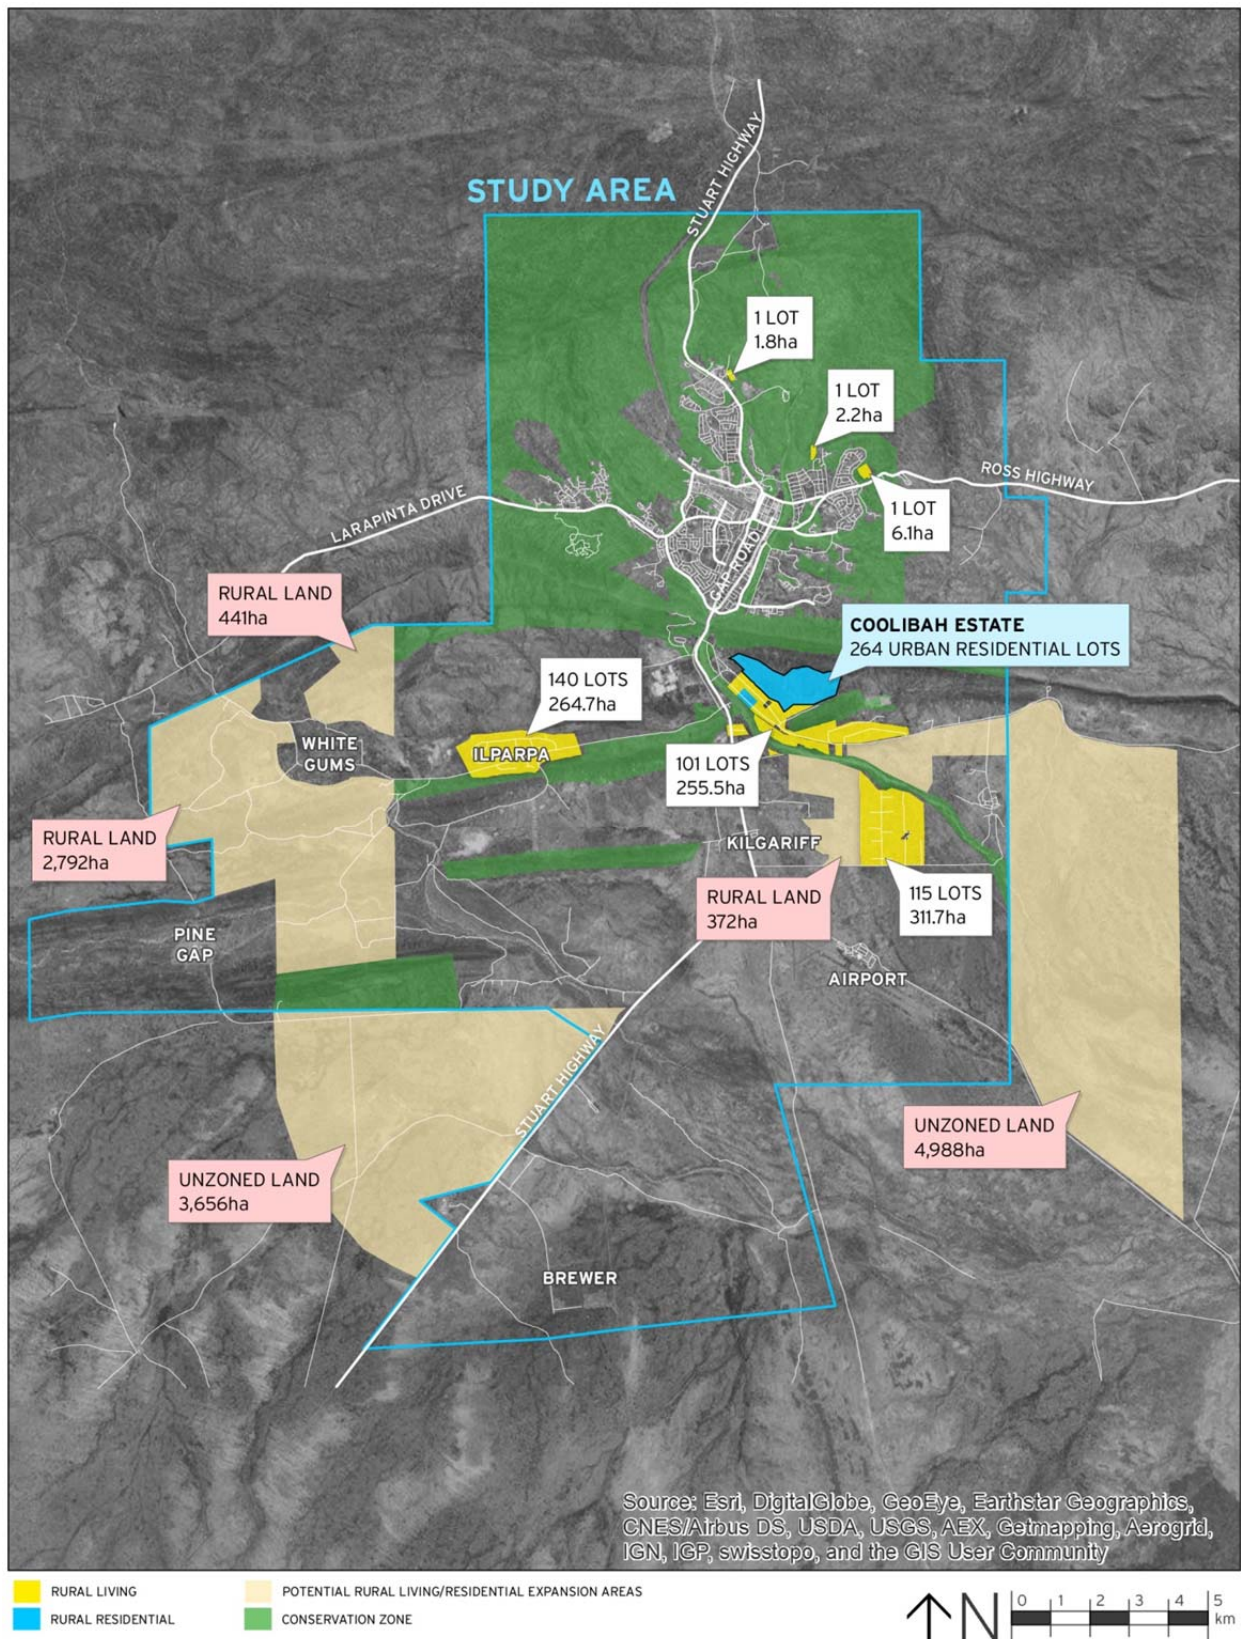 STUDY AREA
STUART HIGHWAY
1 LOT
1.8ha
1 LOT
2.2ha
ROSS HIGHWAY
LARAPINTA DRIVE
1 LOT
6.1ha
GAP ROAD
RURAL LAND
441ha
COOLIBAH ESTATE
264 URBAN RESIDENTIAL LOTS
140 LOTS
264.7ha
WHITE
GUMS
ILPARPA
101 LOTS
255.5ha
RURAL LAND
2,792ha
KILGARIFF
RURAL LAND
372ha
115 LOTS
311.7ha
PINE
GAP
AIRPORT
STUART HIGHWAY
UNZONED LAND
4,988ha
UNZONED LAND
3,656ha
BREWER
Source: Esri, DigitalGlobe, GeoEye, Earthstar Geographics,
CNES/Airbus DS, USDA, USGS, AEX, Getmapping, Aerogrid,
IGN, IGP, swisstopo, and the GIS User Community
RURAL LIVING
POTENTIAL RURAL LIVING/RESIDENTIAL EXPANSION AREAS
RURAL RESIDENTIAL
CONSERVATION ZONE
N
0 1 2 3 4 5
km